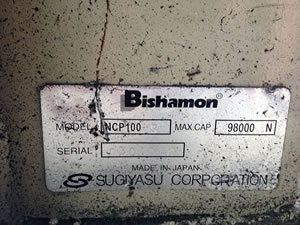 Bishamon
MODEL NCP100 MAX.CAP. 98000 N
SERIAL -
MADE IN JAPAN
SUGIYASU CORPORATION